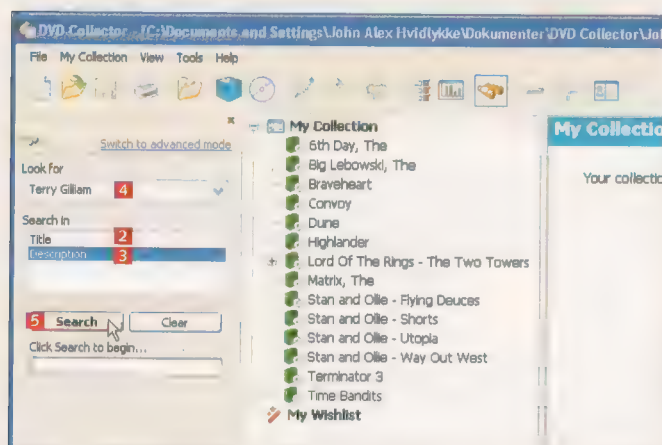 DVD Collector - [C:\Documents and Settings\John Alex Hvidlykke\Dokumenter\DVD Collector\Jo
File My Collection View Tools Help
Switch to advanced mode
Look for
Terry Gilliam 4
Search in
Title 2
Description 3
5 Search Clear
Click Search to begin...
My Collection
6th Day, The
Big Lebowski, The
Braveheart
Convoy
Dune
Highlander
Lord Of The Rings - The Two Towers
Matrix, The
Stan and Ollie - Flying Deuces
Stan and Ollie - Shorts
Stan and Ollie - Utopia
Stan and Ollie - Way Out West
Terminator 3
Time Bandits
My Wishlist
My Collectio
Your collectio